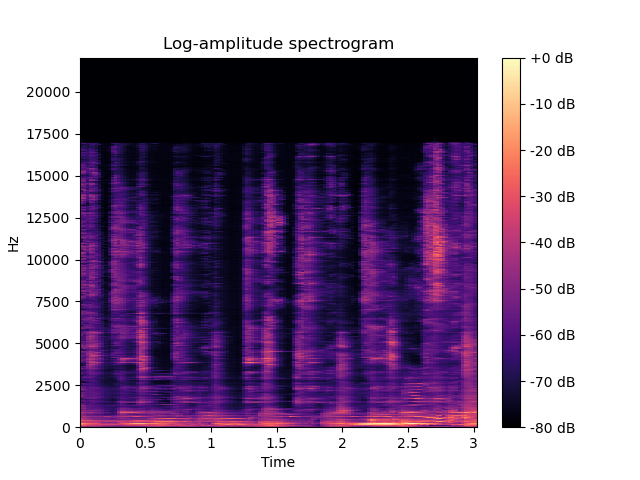 Log-amplitude spectrogram
Hz
20000
17500
15000
12500
10000
7500
5000
2500
0
0 0.5 1 1.5 2 2.5 3
Time
+0 dB
-10 dB
-20 dB
-30 dB
-40 dB
-50 dB
-60 dB
-70 dB
-80 dB